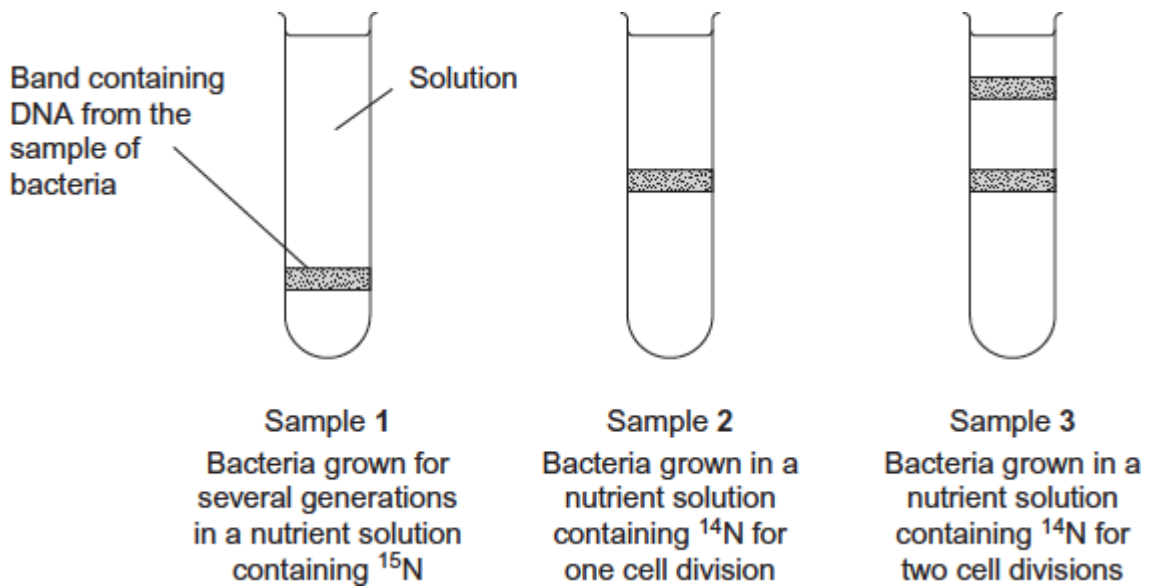 Band containing
DNA from the
sample of
bacteria
Solution
Sample 1
Bacteria grown for
several generations
in a nutrient solution
containing ¹⁵N
Sample 2
Bacteria grown in a
nutrient solution
containing ¹⁴N for
one cell division
Sample 3
Bacteria grown in a
nutrient solution
containing ¹⁴N for
two cell divisions